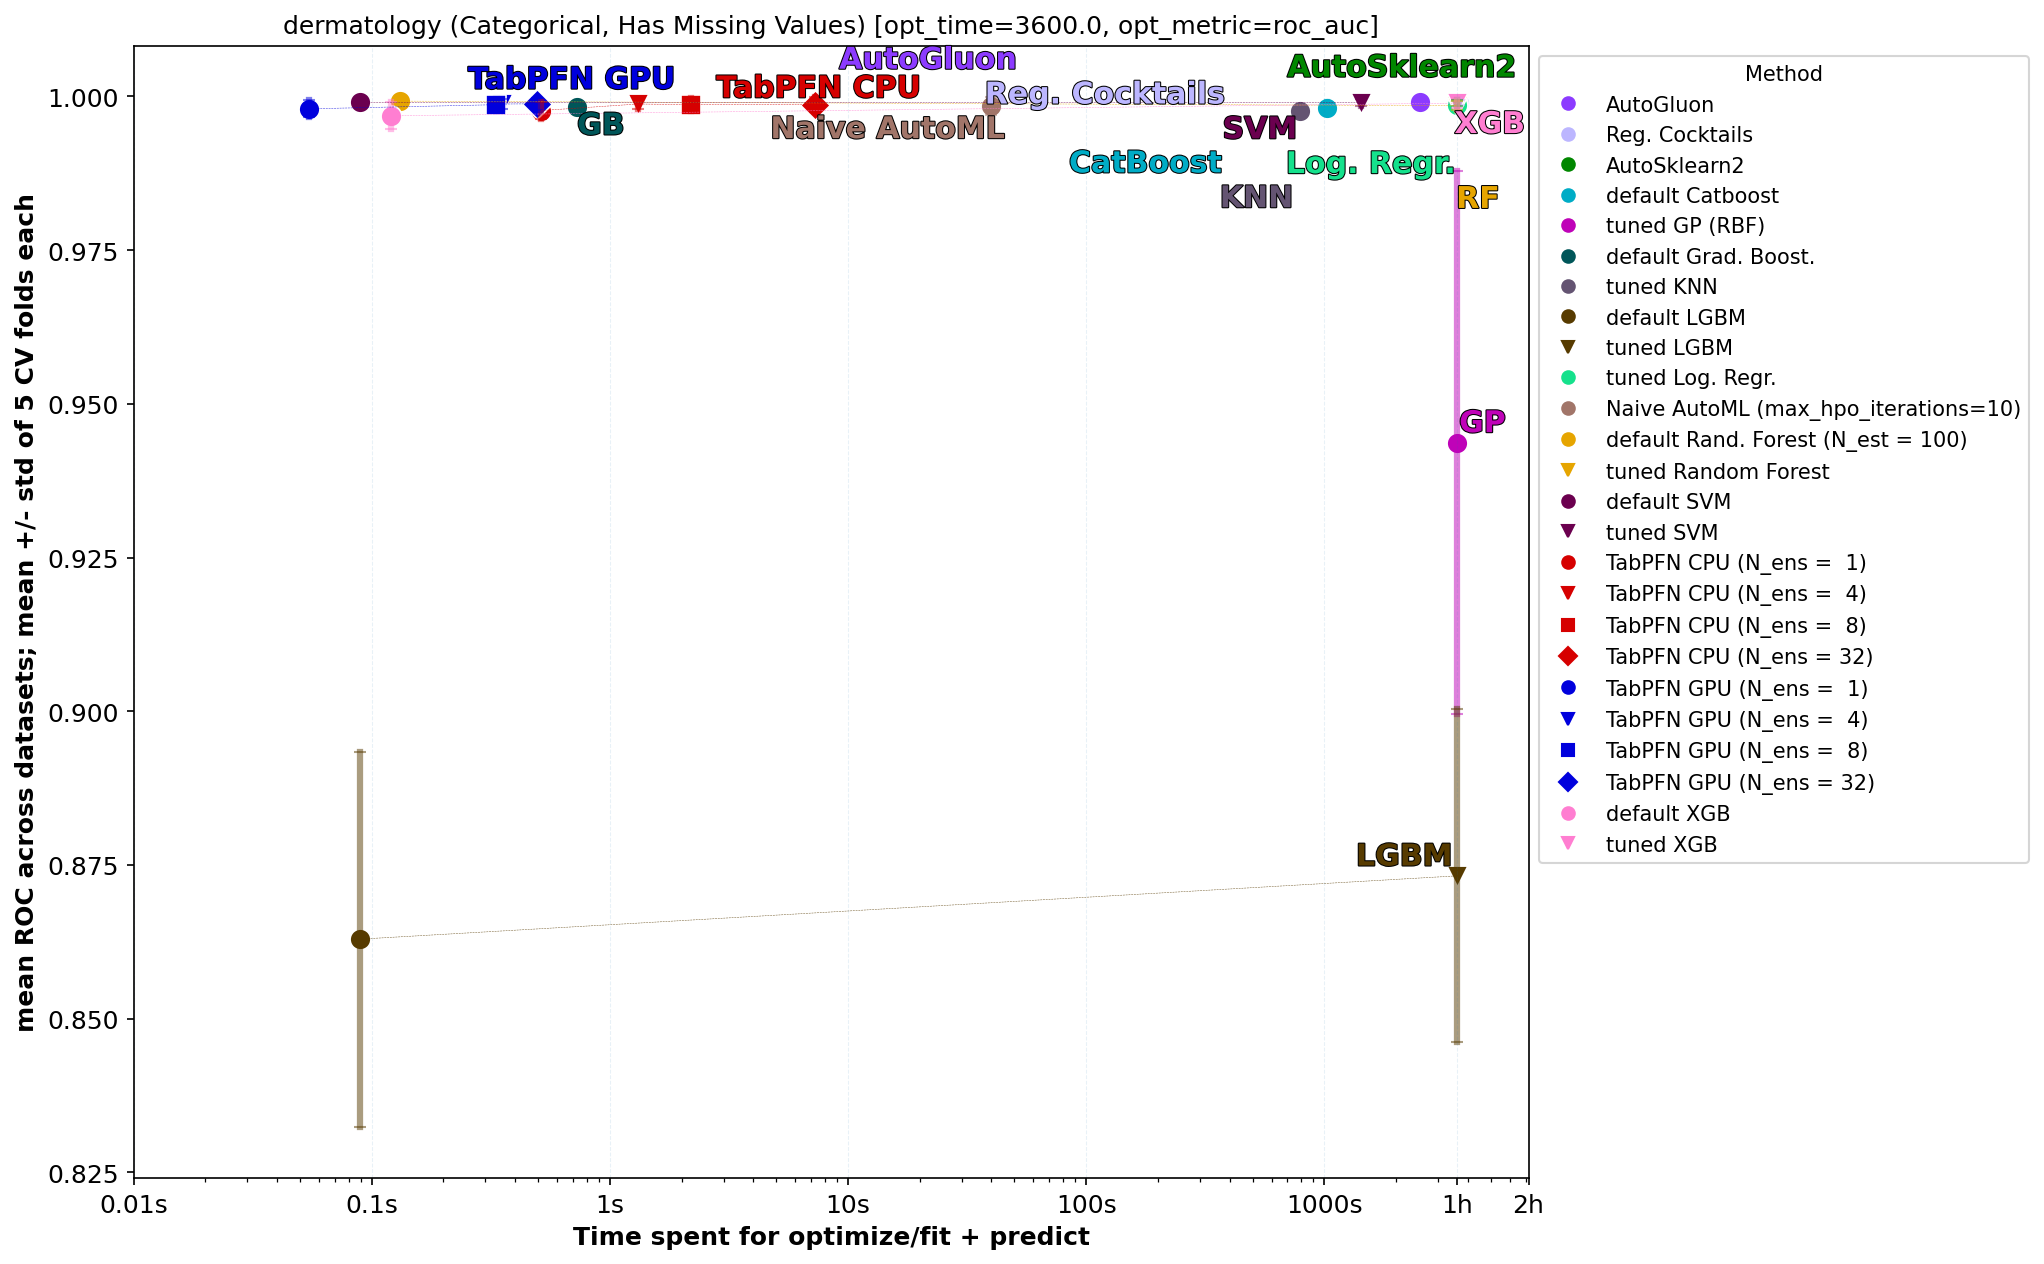 dermatology (Categorical, Has Missing Values) [opt_time=3600.0, opt_metric=roc_auc]
mean ROC across datasets; mean +/- std of 5 CV folds each
1.000
0.975
0.950
0.925
0.900
0.875
0.850
0.825
AutoGluon
AutoSklearn2
TabPFN GPU
TabPFN CPU
Reg. Cocktails
GB
Naive AutoML
SVM
XGB
CatBoost
Log. Regr.
KNN
RF
GP
LGBM
0.01s
0.1s
1s
10s
100s
1000s
1h
2h
Time spent for optimize/fit + predict
Method
AutoGluon
Reg. Cocktails
AutoSklearn2
default Catboost
tuned GP (RBF)
default Grad. Boost.
tuned KNN
default LGBM
tuned LGBM
tuned Log. Regr.
Naive AutoML (max_hpo_iterations=10)
default Rand. Forest (N_est = 100)
tuned Random Forest
default SVM
tuned SVM
TabPFN CPU (N_ens =  1)
TabPFN CPU (N_ens =  4)
TabPFN CPU (N_ens =  8)
TabPFN CPU (N_ens = 32)
TabPFN GPU (N_ens =  1)
TabPFN GPU (N_ens =  4)
TabPFN GPU (N_ens =  8)
TabPFN GPU (N_ens = 32)
default XGB
tuned XGB